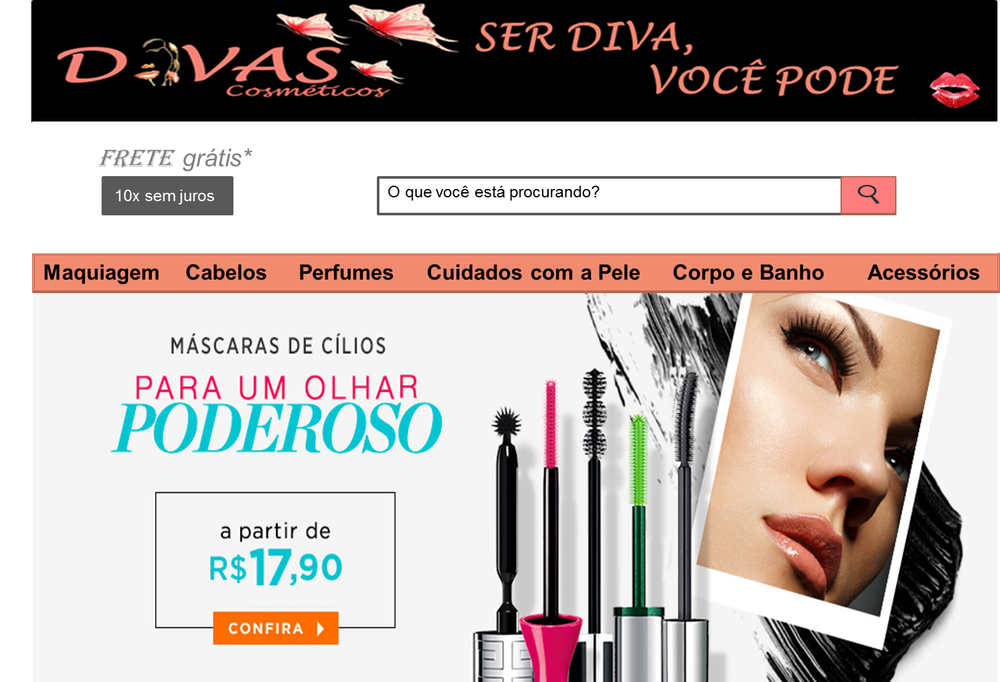 DIVAS
Cosméticos
SER DIVA,
VOCÊ PODE
FRETE grátis*
10x sem juros
O que você está procurando?
Maquiagem Cabelos Perfumes Cuidados com a Pele Corpo e Banho Acessórios
MÁSCARAS DE CÍLIOS
PARA UM OLHAR
PODEROSO
a partir de
R$17,90
CONFIRA